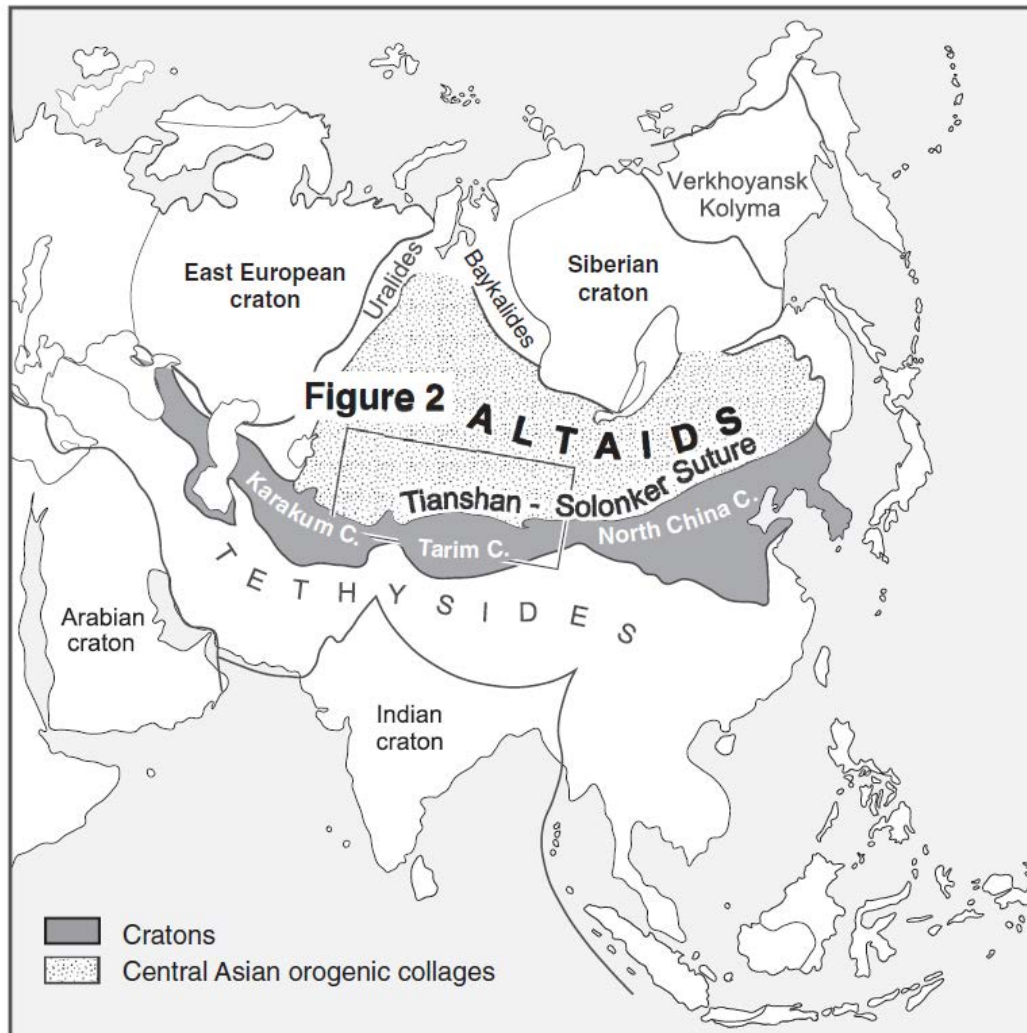 Verkhoyansk
Kolyma
East European
craton
Uralides
Baykalides
Siberian
craton
Figure 2
ALTAIDS
Tianshan - Solonker Suture
Karakum C.
Tarim C.
North China C.
TETHYSIDES
Arabian
craton
Indian
craton
Cratons
Central Asian orogenic collages